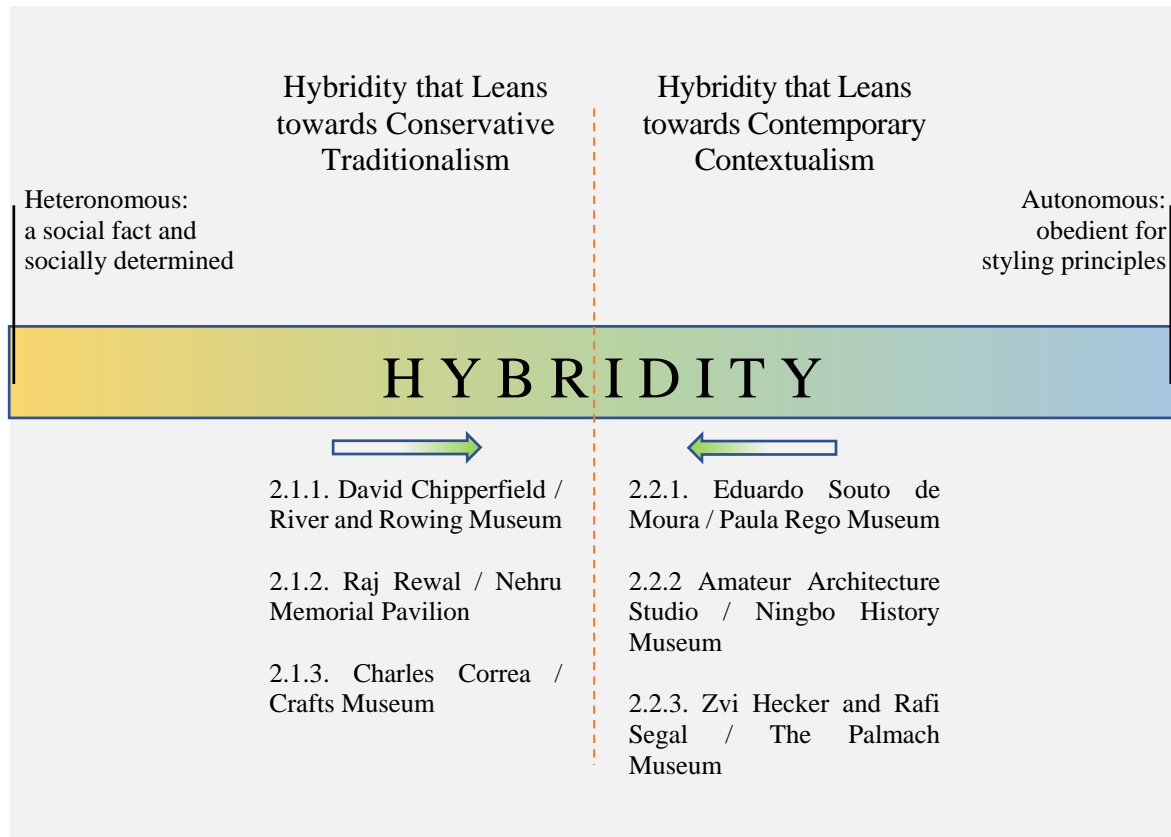 Hybridity that Leans
towards Conservative
Traditionalism
Hybridity that Leans
towards Contemporary
Contextualism
Heteronomous:
a social fact and
socially determined
Autonomous:
obedient for
styling principles
HYBRIDITY
2.1.1. David Chipperfield /
River and Rowing Museum
2.1.2. Raj Rewal / Nehru
Memorial Pavilion
2.1.3. Charles Correa /
Crafts Museum
2.2.1. Eduardo Souto de
Moura / Paula Rego Museum
2.2.2 Amateur Architecture
Studio / Ningbo History
Museum
2.2.3. Zvi Hecker and Rafi
Segal / The Palmach
Museum